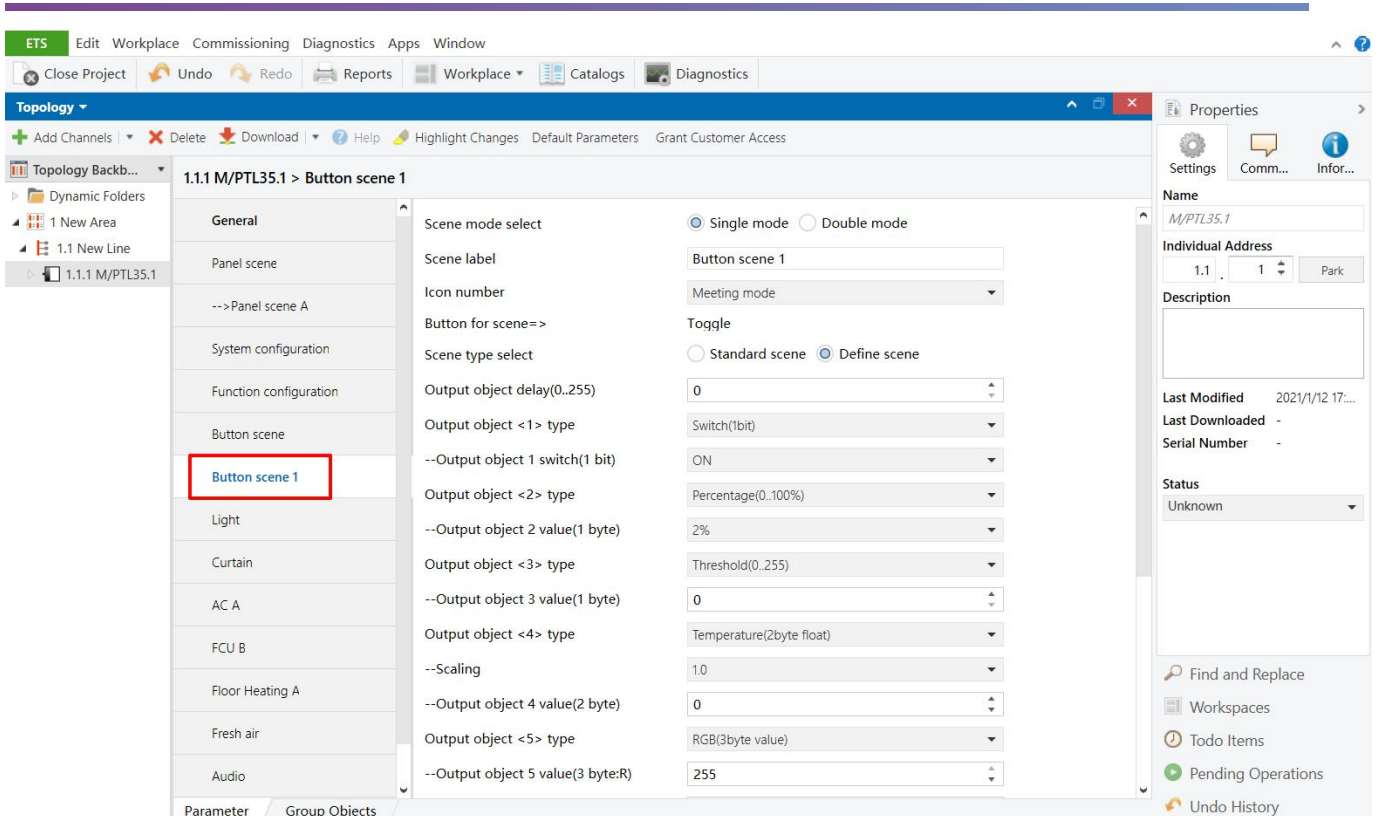 ETS Edit Workplace Commissioning Diagnostics Apps Window
Close Project Undo Redo Reports Workplace Catalogs Diagnostics
Topology
Add Channels Delete Download Help Highlight Changes Default Parameters Grant Customer Access
Topology Backb...
Dynamic Folders
1 New Area
1.1 New Line
1.1.1 M/PTL35.1
1.1.1 M/PTL35.1 > Button scene 1
General
Panel scene
-->Panel scene A
System configuration
Function configuration
Button scene
Button scene 1
Light
Curtain
AC A
FCU B
Floor Heating A
Fresh air
Audio
Scene mode select Single mode Double mode
Scene label Button scene 1
Icon number Meeting mode
Button for scene=> Toggle
Scene type select Standard scene Define scene
Output object delay(0..255) 0
Output object <1> type Switch(1bit)
--Output object 1 switch(1 bit) ON
Output object <2> type Percentage(0..100%)
--Output object 2 value(1 byte) 2%
Output object <3> type Threshold(0..255)
--Output object 3 value(1 byte) 0
Output object <4> type Temperature(2byte float)
--Scaling 1.0
--Output object 4 value(2 byte) 0
Output object <5> type RGB(3byte value)
--Output object 5 value(3 byte:R) 255
Parameter Group Objects
Properties
Settings Comm... Infor...
Name
M/PTL35.1
Individual Address
1.1 . 1 Park
Description
Last Modified 2021/1/12 17:...
Last Downloaded -
Serial Number -
Status
Unknown
Find and Replace
Workspaces
Todo Items
Pending Operations
Undo History